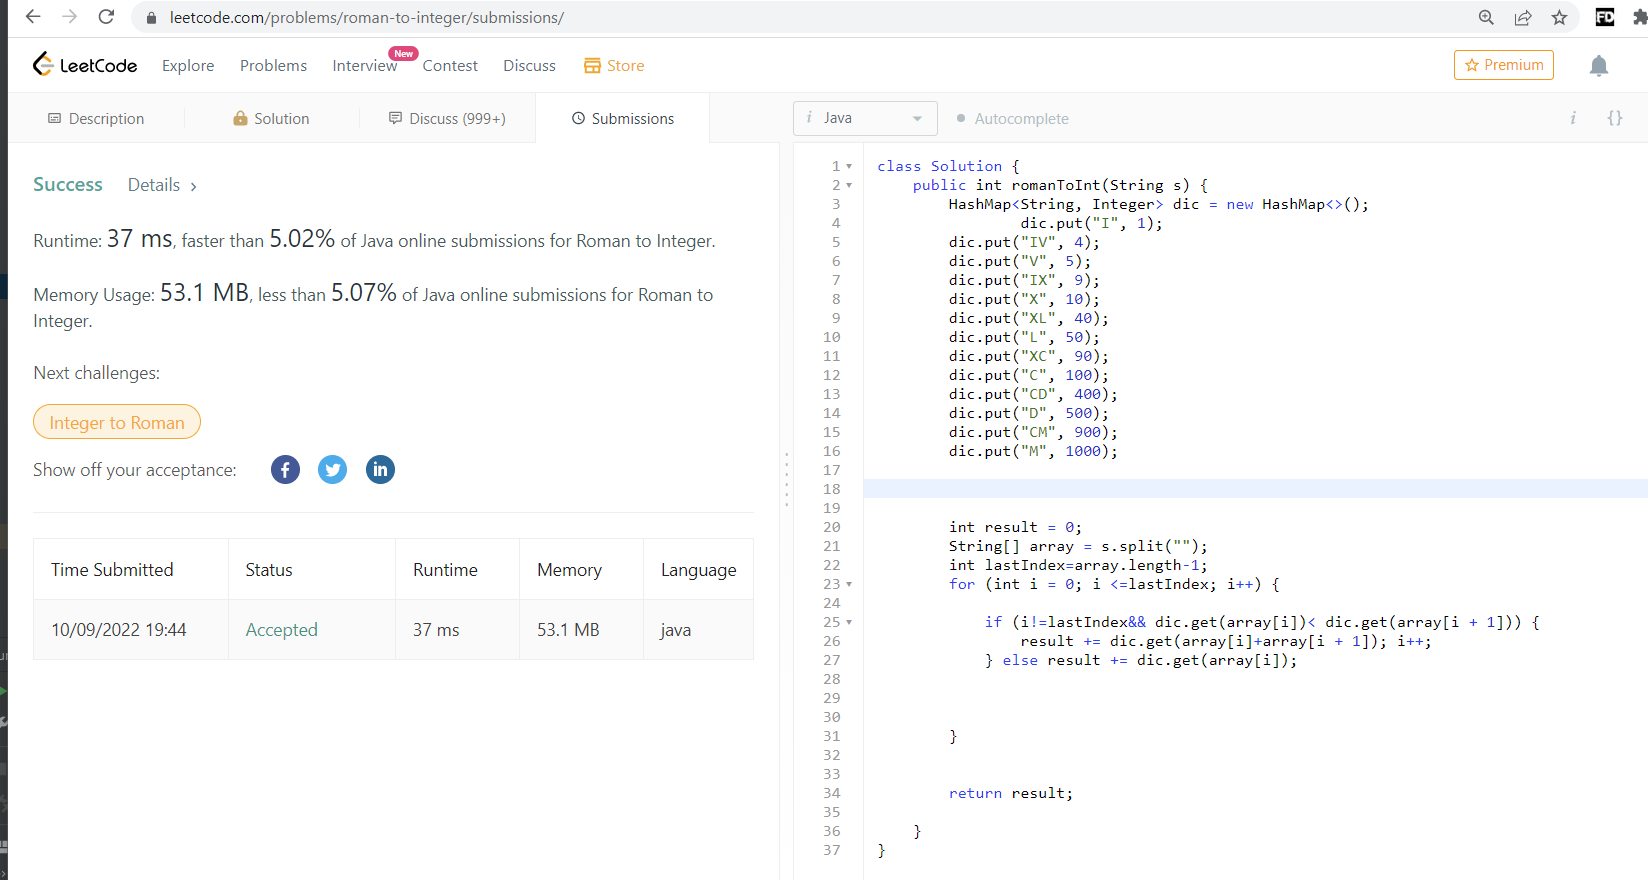 leetcode.com/problems/roman-to-integer/submissions/
FD
LeetCode Explore Problems Interview New Contest Discuss Store
Premium
Description Solution Discuss (999+) Submissions
i Java Autocomplete i {}
Success Details >
Runtime: 37 ms, faster than 5.02% of Java online submissions for Roman to Integer.
Memory Usage: 53.1 MB, less than 5.07% of Java online submissions for Roman to
Integer.
Next challenges:
Integer to Roman
Show off your acceptance: f in
Time Submitted Status Runtime Memory Language
10/09/2022 19:44 Accepted 37 ms 53.1 MB java
1 class Solution {
2 public int romanToInt(String s) {
3 HashMap<String, Integer> dic = new HashMap<>();
4 dic.put("I", 1);
5 dic.put("IV", 4);
6 dic.put("V", 5);
7 dic.put("IX", 9);
8 dic.put("X", 10);
9 dic.put("XL", 40);
10 dic.put("L", 50);
11 dic.put("XC", 90);
12 dic.put("C", 100);
13 dic.put("CD", 400);
14 dic.put("D", 500);
15 dic.put("CM", 900);
16 dic.put("M", 1000);
17
18
19
20 int result = 0;
21 String[] array = s.split("");
22 int lastIndex=array.length-1;
23 for (int i = 0; i <=lastIndex; i++) {
24
25 if (i!=lastIndex&& dic.get(array[i])< dic.get(array[i + 1])) {
26 result += dic.get(array[i]+array[i + 1]); i++;
27 } else result += dic.get(array[i]);
28
29
30
31 }
32
33
34 return result;
35
36 }
37 }